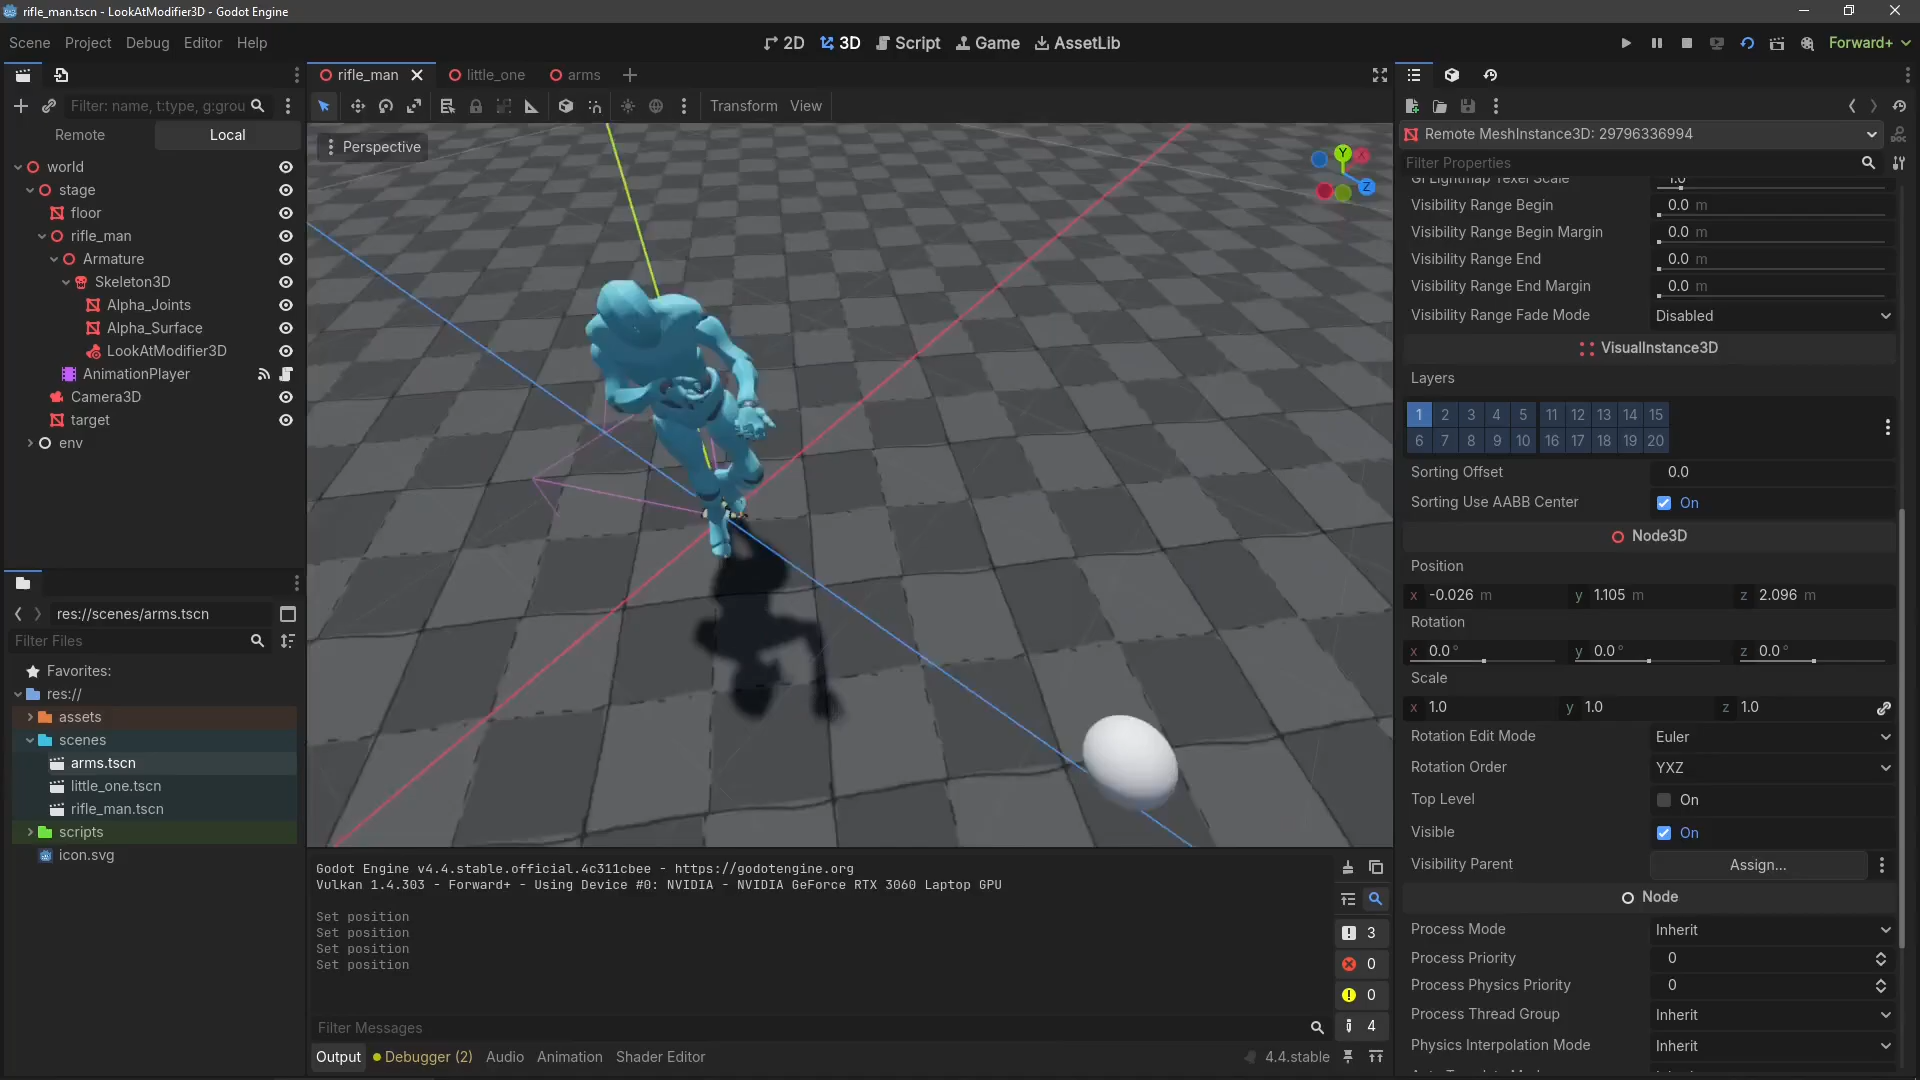 rifle_man.tscn - LookAtModifier3D - Godot Engine
Scene Project Debug Editor Help
2D 3D Script Game AssetLib
Forward+
rifle_man little_one arms
Filter: name, t:type, g:grou
Transform View
Remote Local
Perspective
Y X Z
world
stage
floor
rifle_man
Armature
Skeleton3D
Alpha_Joints
Alpha_Surface
LookAtModifier3D
AnimationPlayer
Camera3D
target
env
res://scenes/arms.tscn
Filter Files
Favorites:
res://
assets
scenes
arms.tscn
little_one.tscn
rifle_man.tscn
scripts
icon.svg
Godot Engine v4.4.stable.official.4c311cbee - https://godotengine.org
Vulkan 1.4.303 - Forward+ - Using Device #0: NVIDIA - NVIDIA GeForce RTX 3060 Laptop GPU
Set position
Set position
Set position
Set position
3
0
0
4
Filter Messages
Output Debugger (2) Audio Animation Shader Editor
4.4.stable
Remote MeshInstance3D: 29796336994
DOC
Filter Properties
GI Lightmap Texel Scale 1.0
Visibility Range Begin 0.0 m
Visibility Range Begin Margin 0.0 m
Visibility Range End 0.0 m
Visibility Range End Margin 0.0 m
Visibility Range Fade Mode Disabled
VisualInstance3D
Layers
1 2 3 4 5 11 12 13 14 15
6 7 8 9 10 16 17 18 19 20
Sorting Offset 0.0
Sorting Use AABB Center On
Node3D
Position
x -0.026 m y 1.105 m z 2.096 m
Rotation
x 0.0 ° y 0.0 ° z 0.0 °
Scale
x 1.0 y 1.0 z 1.0
Rotation Edit Mode Euler
Rotation Order YXZ
Top Level On
Visible On
Visibility Parent Assign...
Node
Process Mode Inherit
Process Priority 0
Process Physics Priority 0
Process Thread Group Inherit
Physics Interpolation Mode Inherit